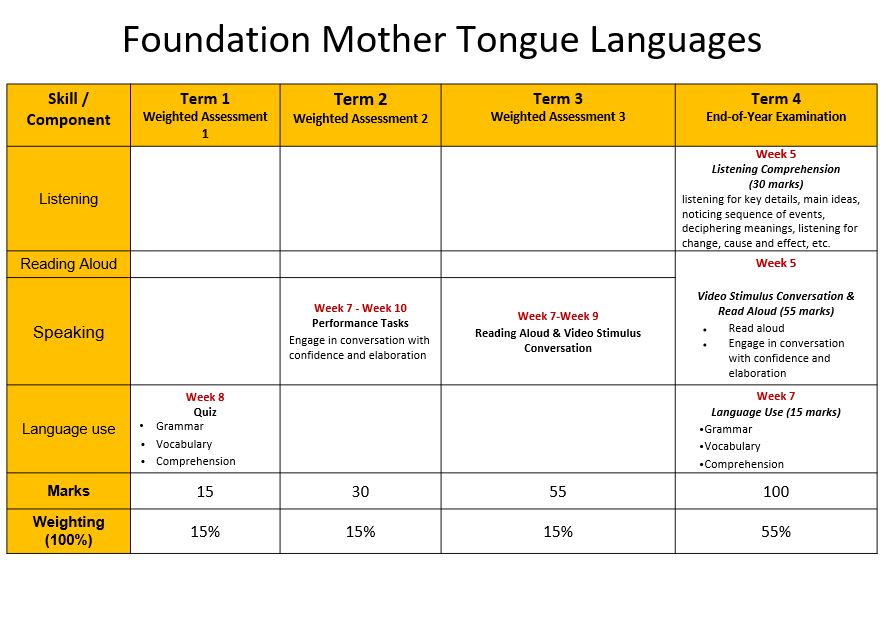 Foundation Mother Tongue Languages
Skill / Component
Term 1
Weighted Assessment 1
Term 2
Weighted Assessment 2
Term 3
Weighted Assessment 3
Term 4
End-of-Year Examination
Listening
Week 5
Listening Comprehension
(30 marks)
listening for key details, main ideas,
noticing sequence of events,
deciphering meanings, listening for
change, cause and effect, etc.
Reading Aloud
Week 5
Speaking
Week 7 - Week 10
Performance Tasks
Engage in conversation with
confidence and elaboration
Week 7-Week 9
Reading Aloud & Video Stimulus
Conversation
Video Stimulus Conversation &
Read Aloud (55 marks)
• Read aloud
• Engage in conversation
with confidence and
elaboration
Language use
Week 8
Quiz
• Grammar
• Vocabulary
• Comprehension
Week 7
Language Use (15 marks)
•Grammar
•Vocabulary
•Comprehension
Marks
15
30
55
100
Weighting
(100%)
15%
15%
15%
55%